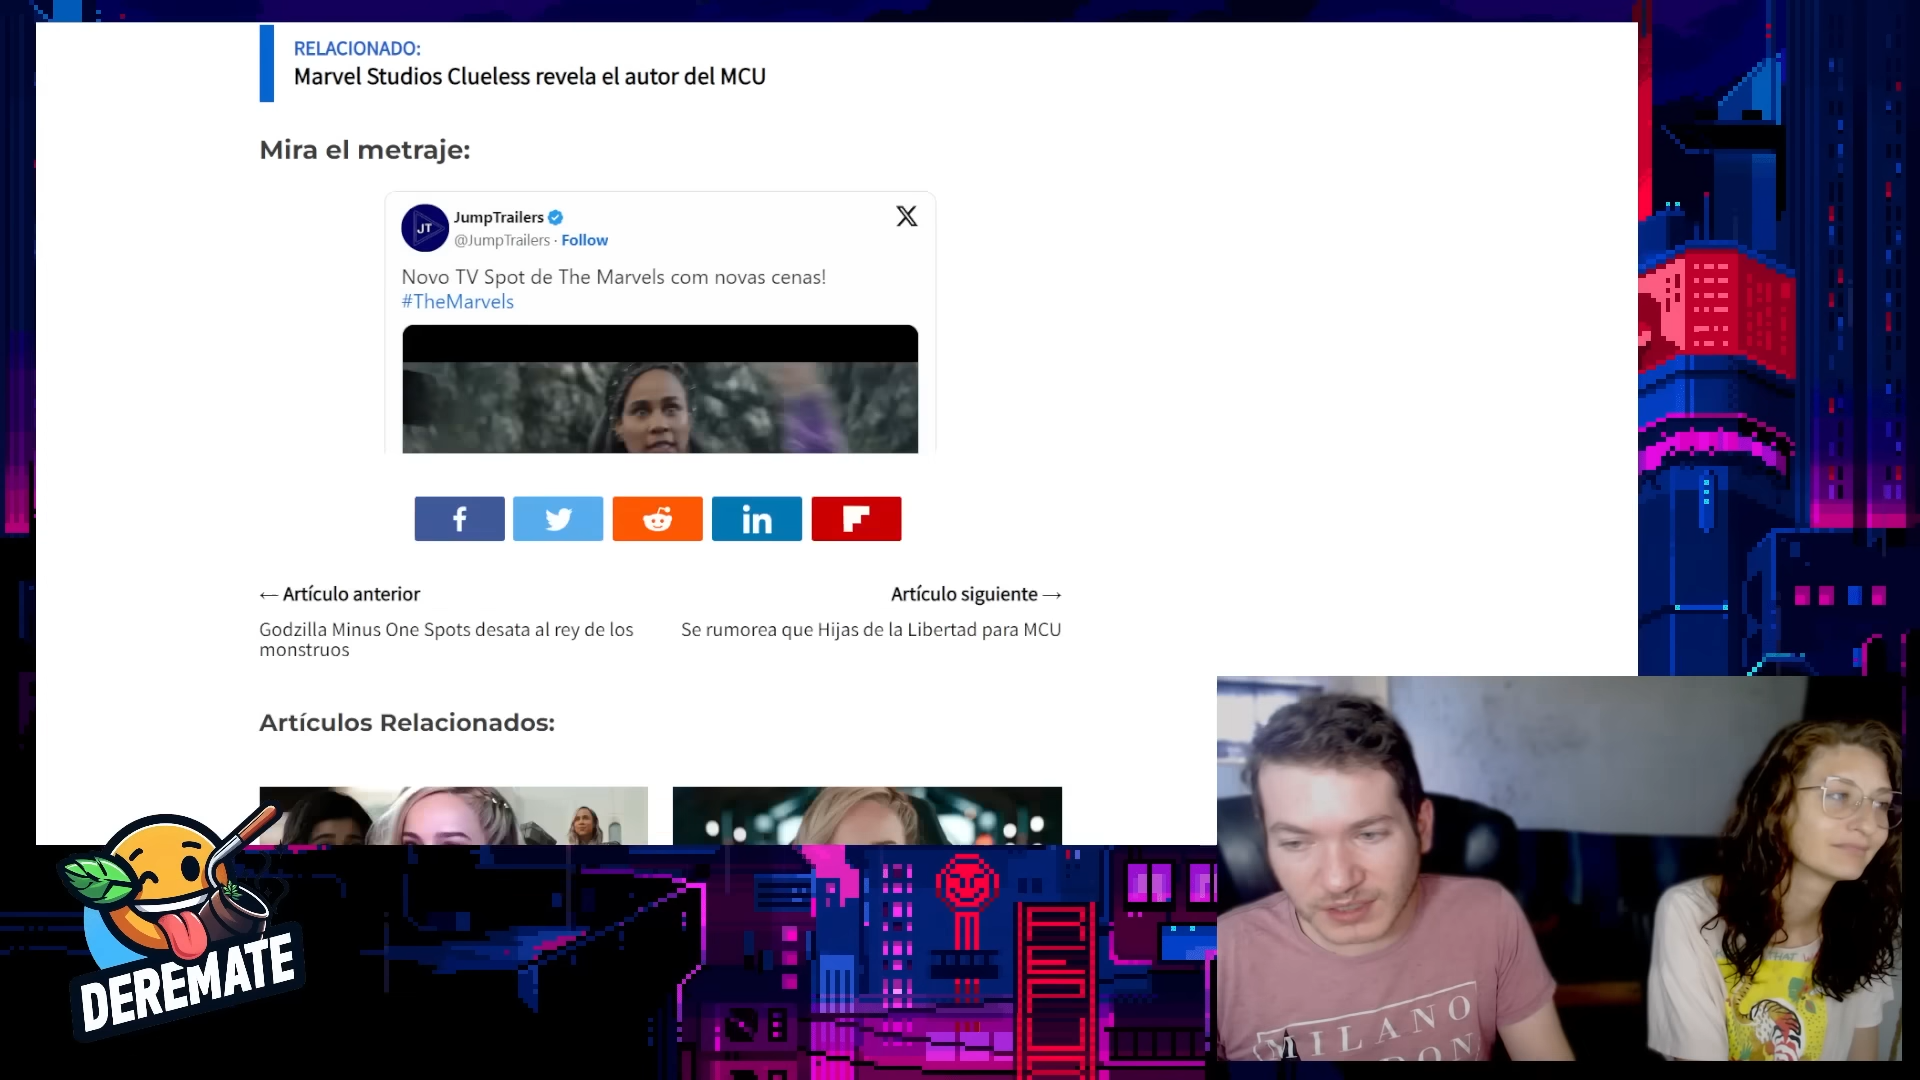 RELACIONADO:
Marvel Studios Clueless revela el autor del MCU
Mira el metraje:
JT
JumpTrailers
@JumpTrailers · Follow
Novo TV Spot de The Marvels com novas cenas!
#TheMarvels
← Artículo anterior
Artículo siguiente →
Godzilla Minus One Spots desata al rey de los
monstruos
Se rumorea que Hijas de la Libertad para MCU
Artículos Relacionados:
DEREMATE
MILANO